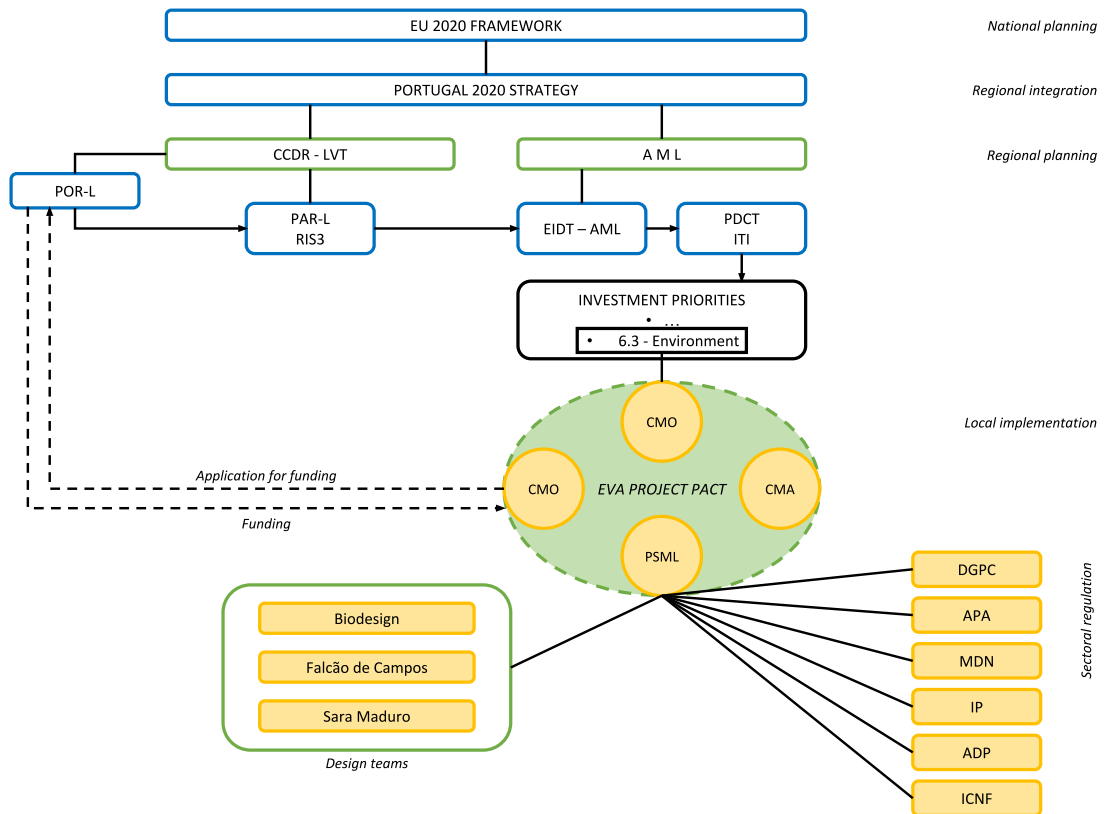 EU 2020 FRAMEWORK
National planning
PORTUGAL 2020 STRATEGY
Regional integration
CCDR - LVT
A M L
Regional planning
POR-L
PAR-L
RIS3
EIDT – AML
PDCT
ITI
INVESTMENT PRIORITIES
• ...
• 6.3 - Environment
CMO
Local implementation
Application for funding
CMO
EVA PROJECT PACT
CMA
Funding
PSML
DGPC
APA
MDN
IP
ADP
ICNF
Sectoral regulation
Biodesign
Falcão de Campos
Sara Maduro
Design teams